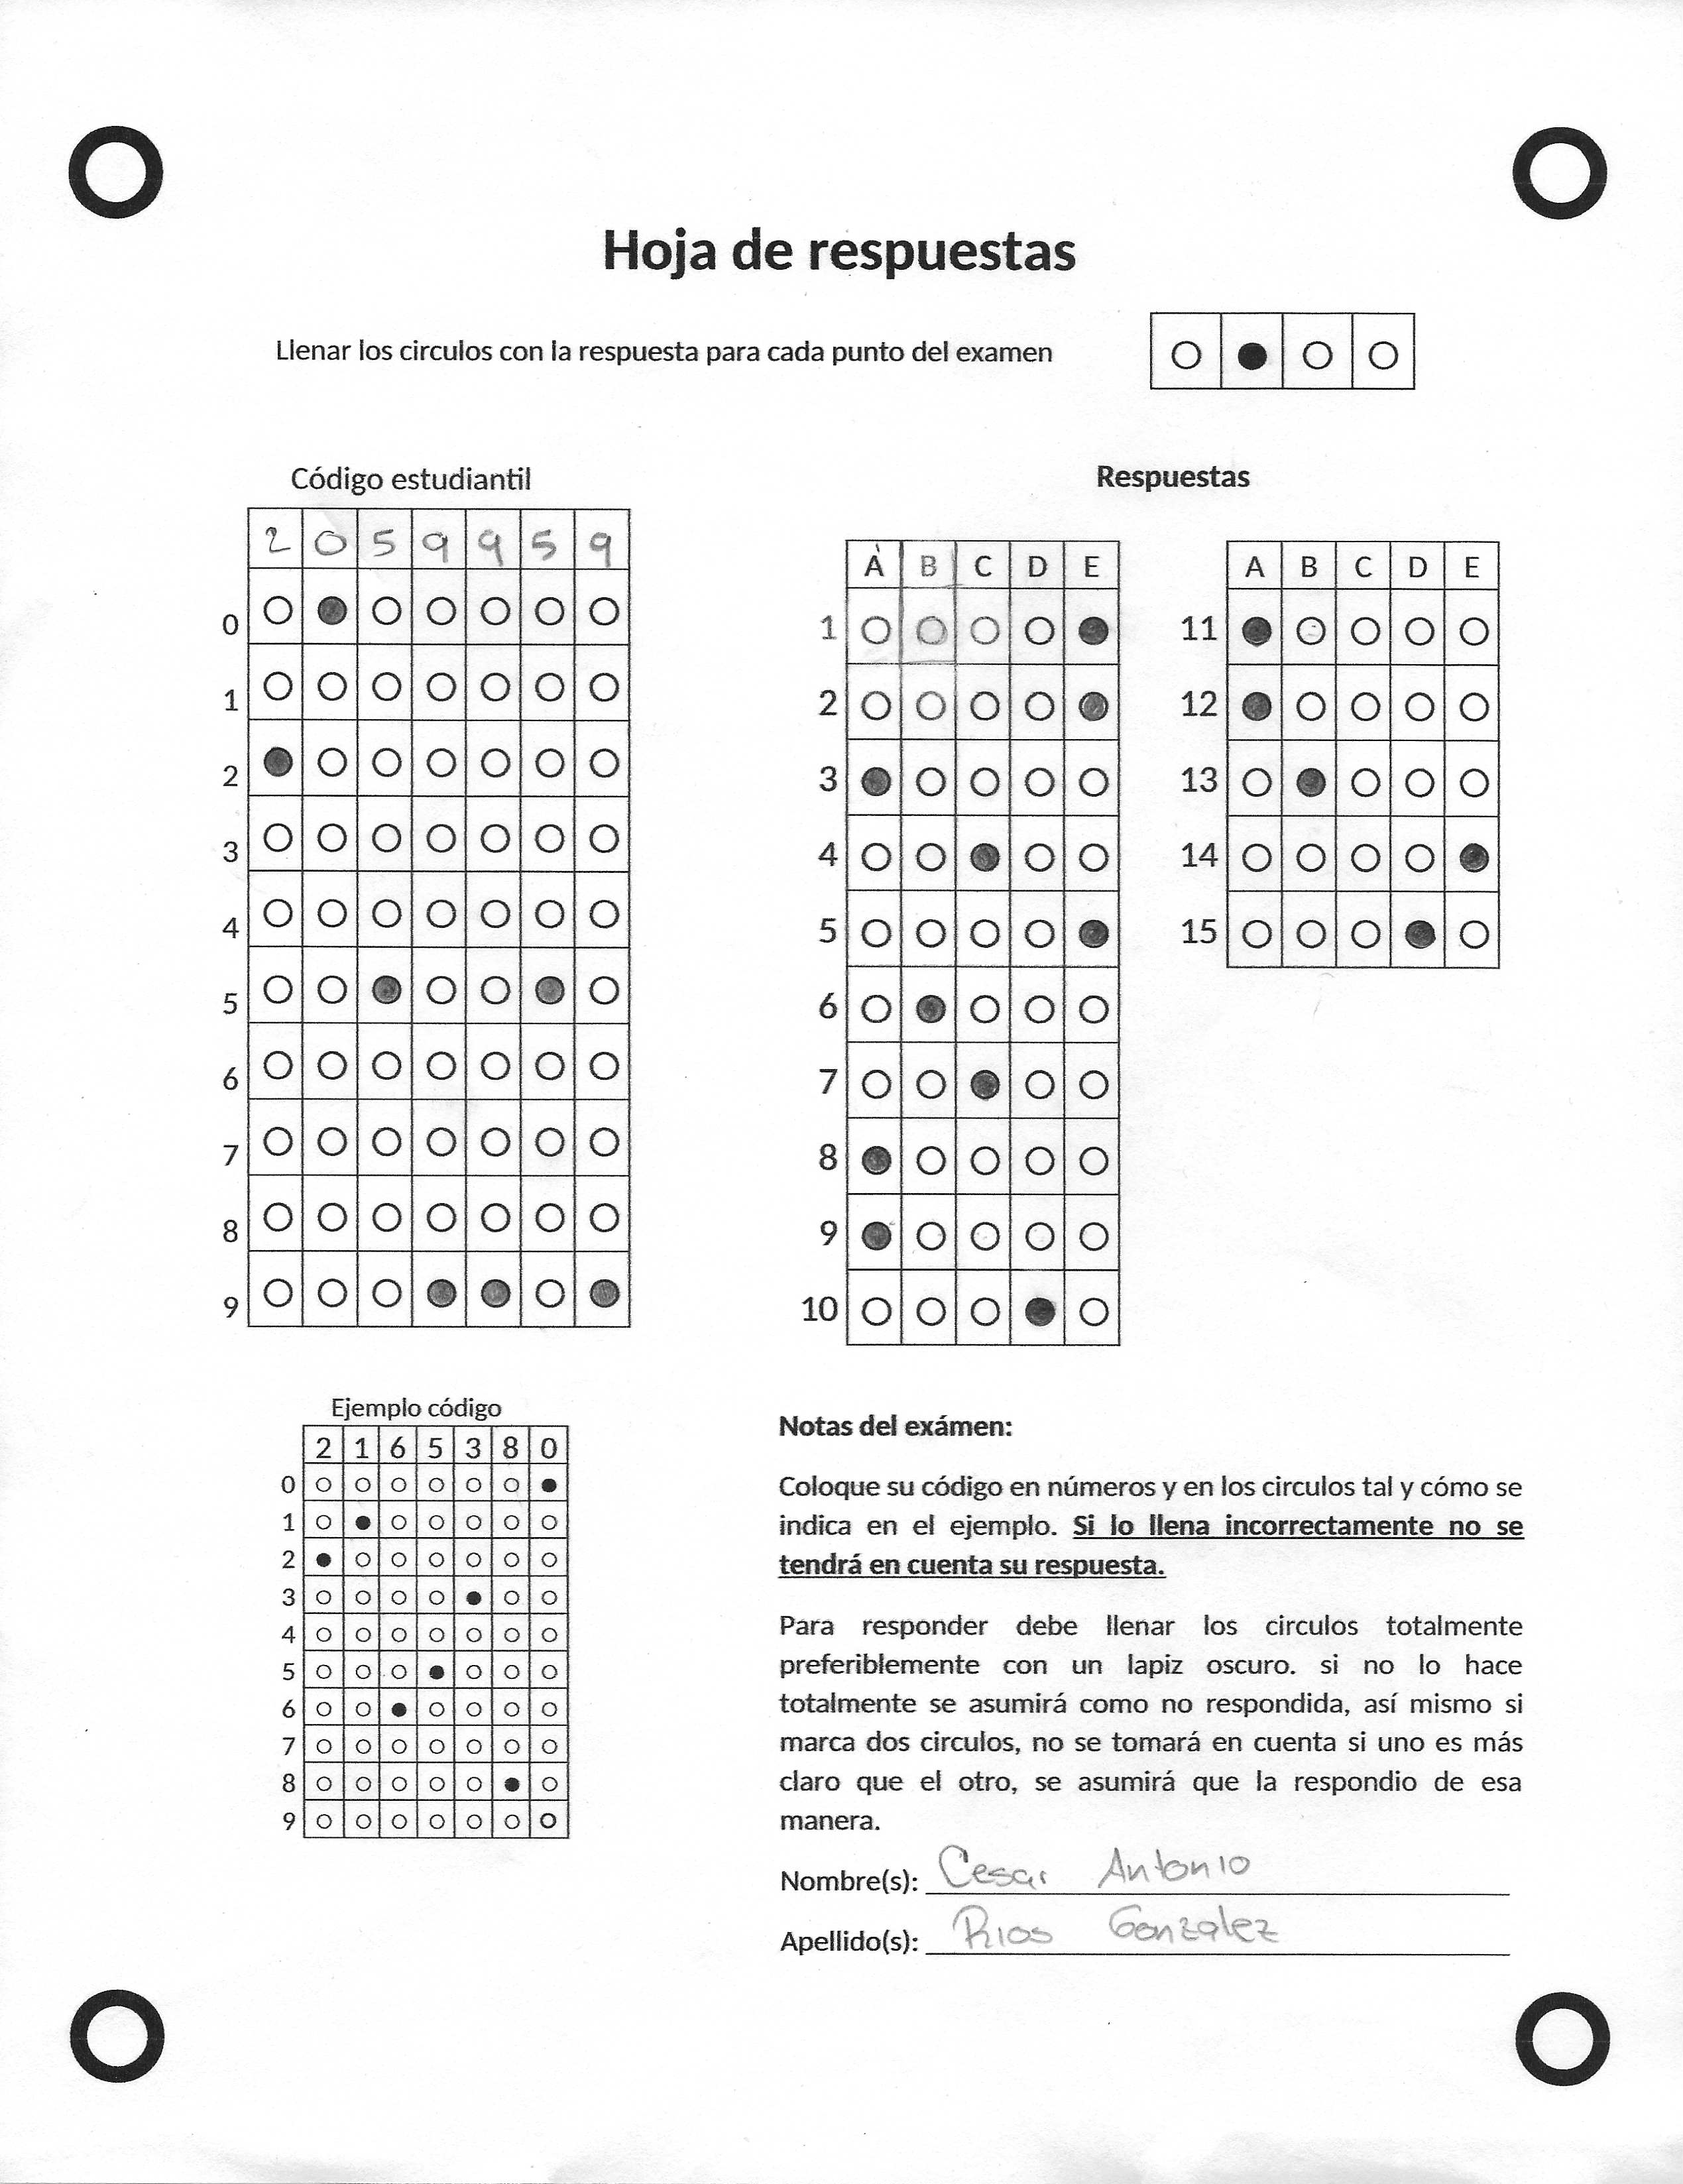 Hoja de respuestas
Llenar los circulos con la respuesta para cada punto del examen
Código estudiantil
2 0 5 9 9 5 9
0
1
2
3
4
5
6
7
8
9
Respuestas
A B C D E
1
2
3
4
5
6
7
8
9
10
A B C D E
11
12
13
14
15
Ejemplo código
2 1 6 5 3 8 0
0
1
2
3
4
5
6
7
8
9
Notas del exámen:
Coloque su código en números y en los circulos tal y cómo se
indica en el ejemplo. Si lo llena incorrectamente no se
tendrá en cuenta su respuesta.
Para responder debe llenar los circulos totalmente
preferiblemente con un lapiz oscuro. si no lo hace
totalmente se asumirá como no respondida, así mismo si
marca dos circulos, no se tomará en cuenta si uno es más
claro que el otro, se asumirá que la respondio de esa
manera.
Nombre(s): Cesar Antonio
Apellido(s): Rios Gonzalez